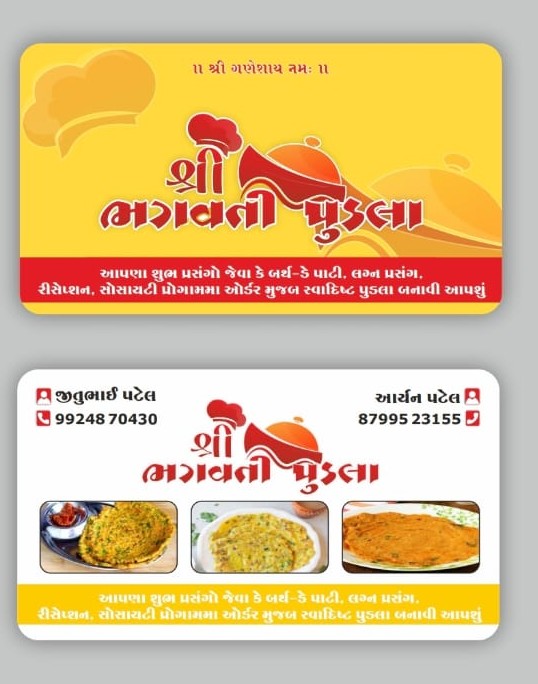 ॥ શ્રી ગણેશાય નમઃ ॥
શ્રી
ભગવતી પુડલા
આપણા શુભ પ્રસંગો જેવા કે બર્થ-ડે પાર્ટી, લગ્ન પ્રસંગ,
રીસેપ્શન, સોસાયટી પ્રોગામમા ઓર્ડર મુજબ સ્વાદિષ્ટ પુડલા બનાવી આપશું
જીતુભાઈ પટેલ
99248 70430
આર્યન પટેલ
87995 23155
શ્રી
ભગવતી પુડલા
આપણા શુભ પ્રસંગો જેવા કે બર્થ-ડે પાટી, લગ્ન પ્રસંગ,
રીસેપ્શન, સોસાયટી પ્રોગામમા ઓર્ડર મુજબ સ્વાદિષ્ટ પુડલા બનાવી આપશું